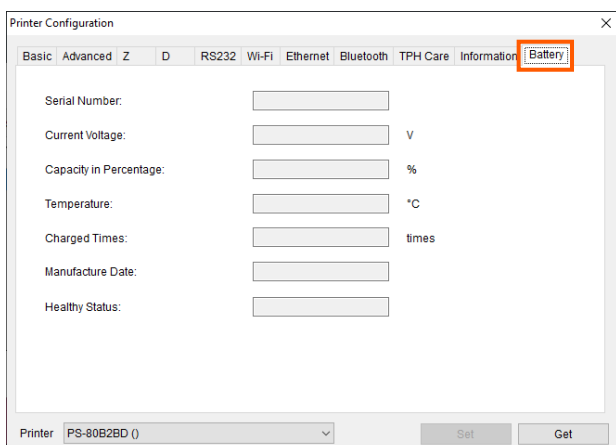 Printer Configuration
Basic Advanced Z D RS232 Wi-Fi Ethernet Bluetooth TPH Care Information Battery
Serial Number:
Current Voltage: V
Capacity in Percentage: %
Temperature: °C
Charged Times: times
Manufacture Date:
Healthy Status:
Printer PS-80B2BD () Set Get